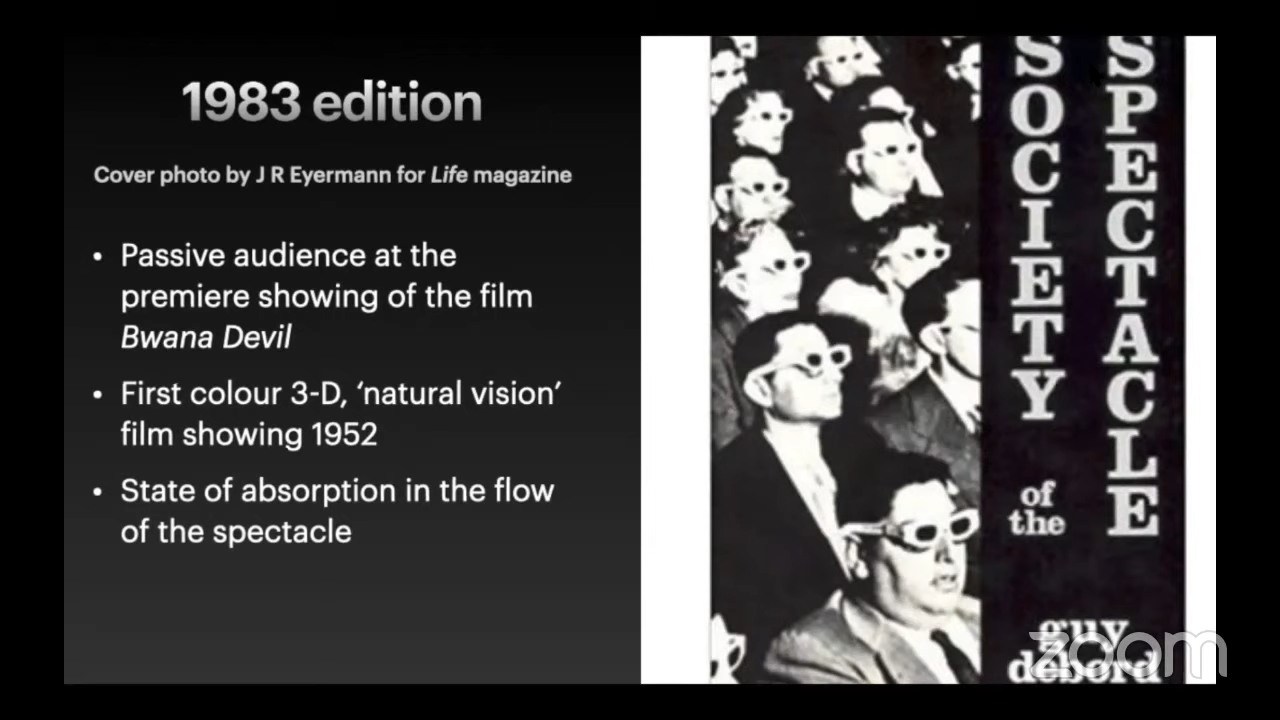 1983 edition
Cover photo by J R Eyermann for Life magazine
• Passive audience at the
premiere showing of the film
Bwana Devil
• First colour 3-D, ‘natural vision’
film showing 1952
• State of absorption in the flow
of the spectacle
SOCIETY
of
the
SPECTACLE
guy
debord
zoom